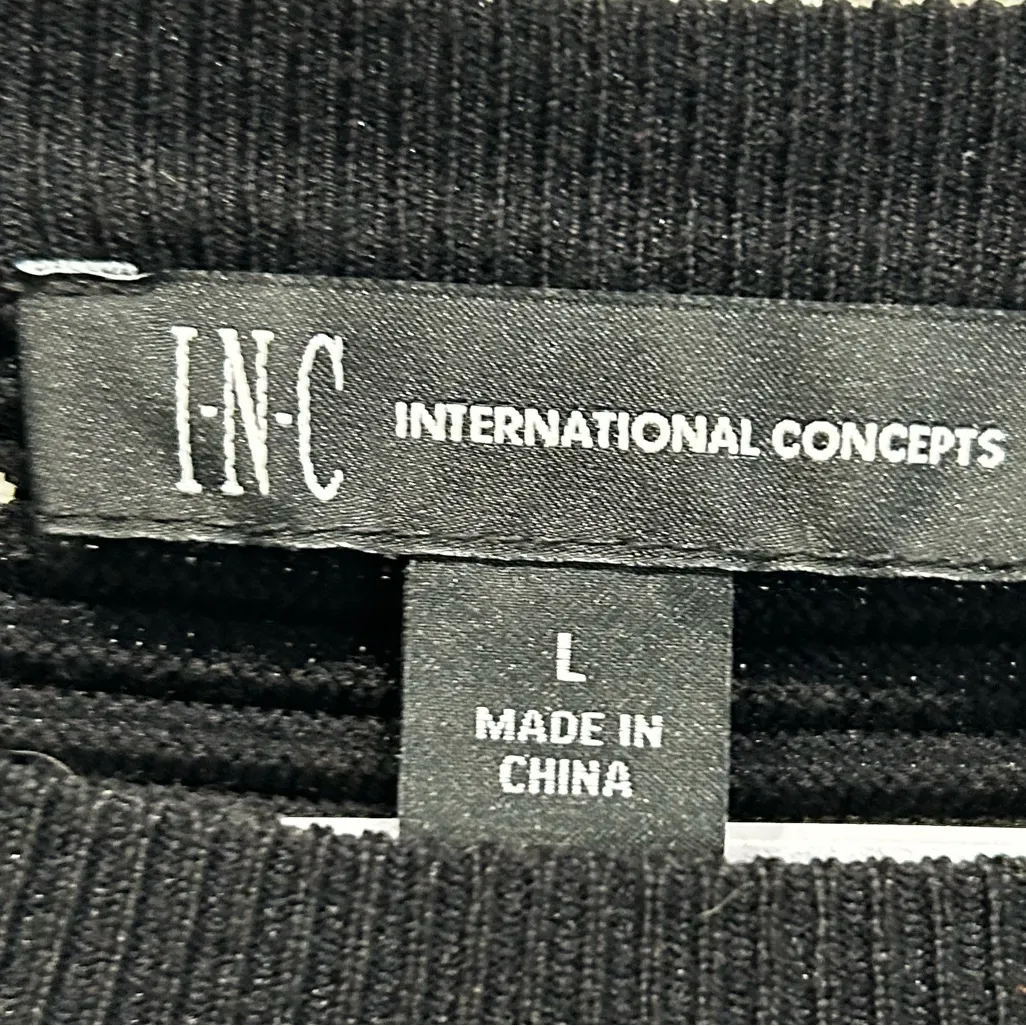 I·N·C INTERNATIONAL CONCEPTS
L
MADE IN
CHINA